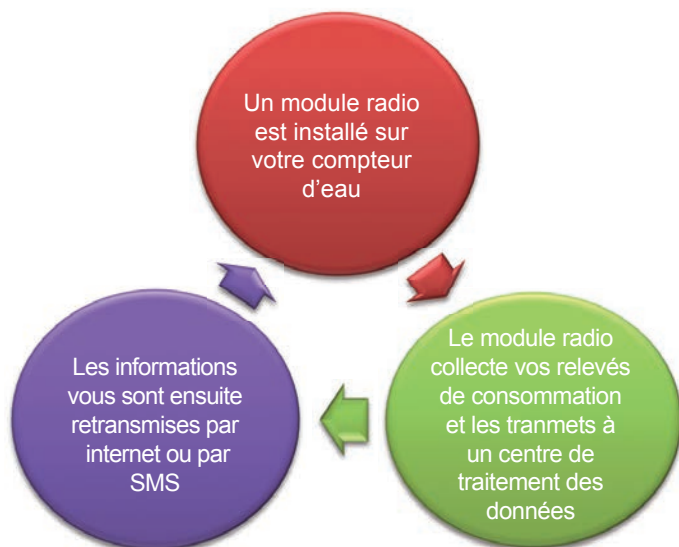 Un module radio
est installé sur
votre compteur
d’eau
Le module radio
collecte vos relevés
de consommation
et les tranmets à
un centre de
traitement des
données
Les informations
vous sont ensuite
retransmises par
internet ou par
SMS